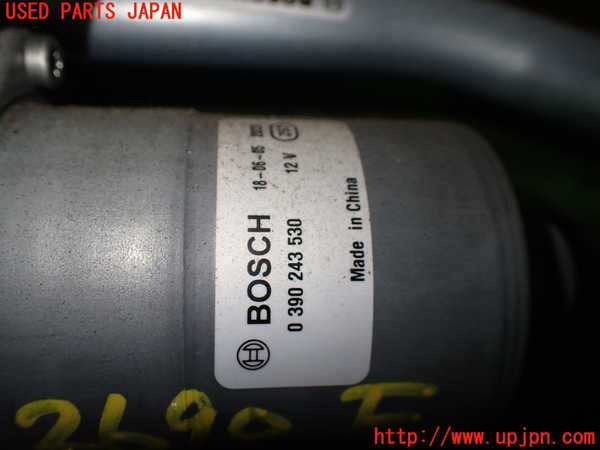 USED PARTS JAPAN
BOSCH 18-06-05
0 390 243 530 12 V
Made in China
2690 F
http://www.upjpn.com/